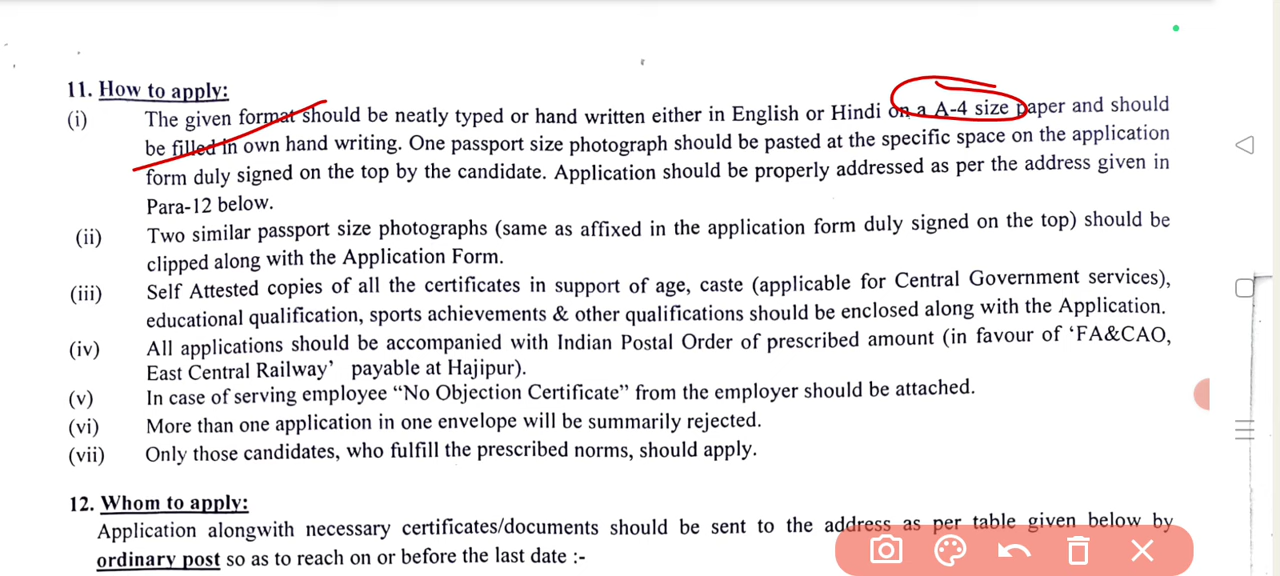 11. How to apply:
(i) The given format should be neatly typed or hand written either in English or Hindi on a A-4 size paper and should
be filled in own hand writing. One passport size photograph should be pasted at the specific space on the application
form duly signed on the top by the candidate. Application should be properly addressed as per the address given in
Para-12 below.
(ii) Two similar passport size photographs (same as affixed in the application form duly signed on the top) should be
clipped along with the Application Form.
(iii) Self Attested copies of all the certificates in support of age, caste (applicable for Central Government services),
educational qualification, sports achievements & other qualifications should be enclosed along with the Application.
(iv) All applications should be accompanied with Indian Postal Order of prescribed amount (in favour of ‘FA&CAO,
East Central Railway’ payable at Hajipur).
(v) In case of serving employee “No Objection Certificate” from the employer should be attached.
(vi) More than one application in one envelope will be summarily rejected.
(vii) Only those candidates, who fulfill the prescribed norms, should apply.
12. Whom to apply:
Application alongwith necessary certificates/documents should be sent to the address as per table given below by
ordinary post so as to reach on or before the last date :-